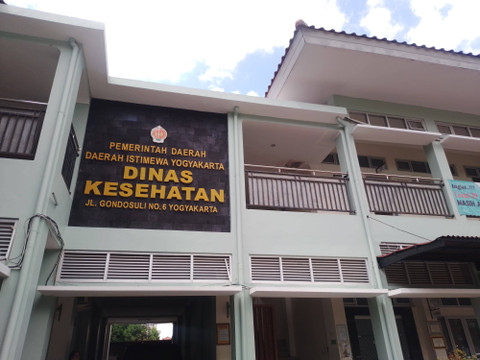 PEMERINTAH DAERAH
DAERAH ISTIMEWA YOGYAKARTA
DINAS
KESEHATAN
JL. GONDOSULI NO.6 YOGYAKARTA